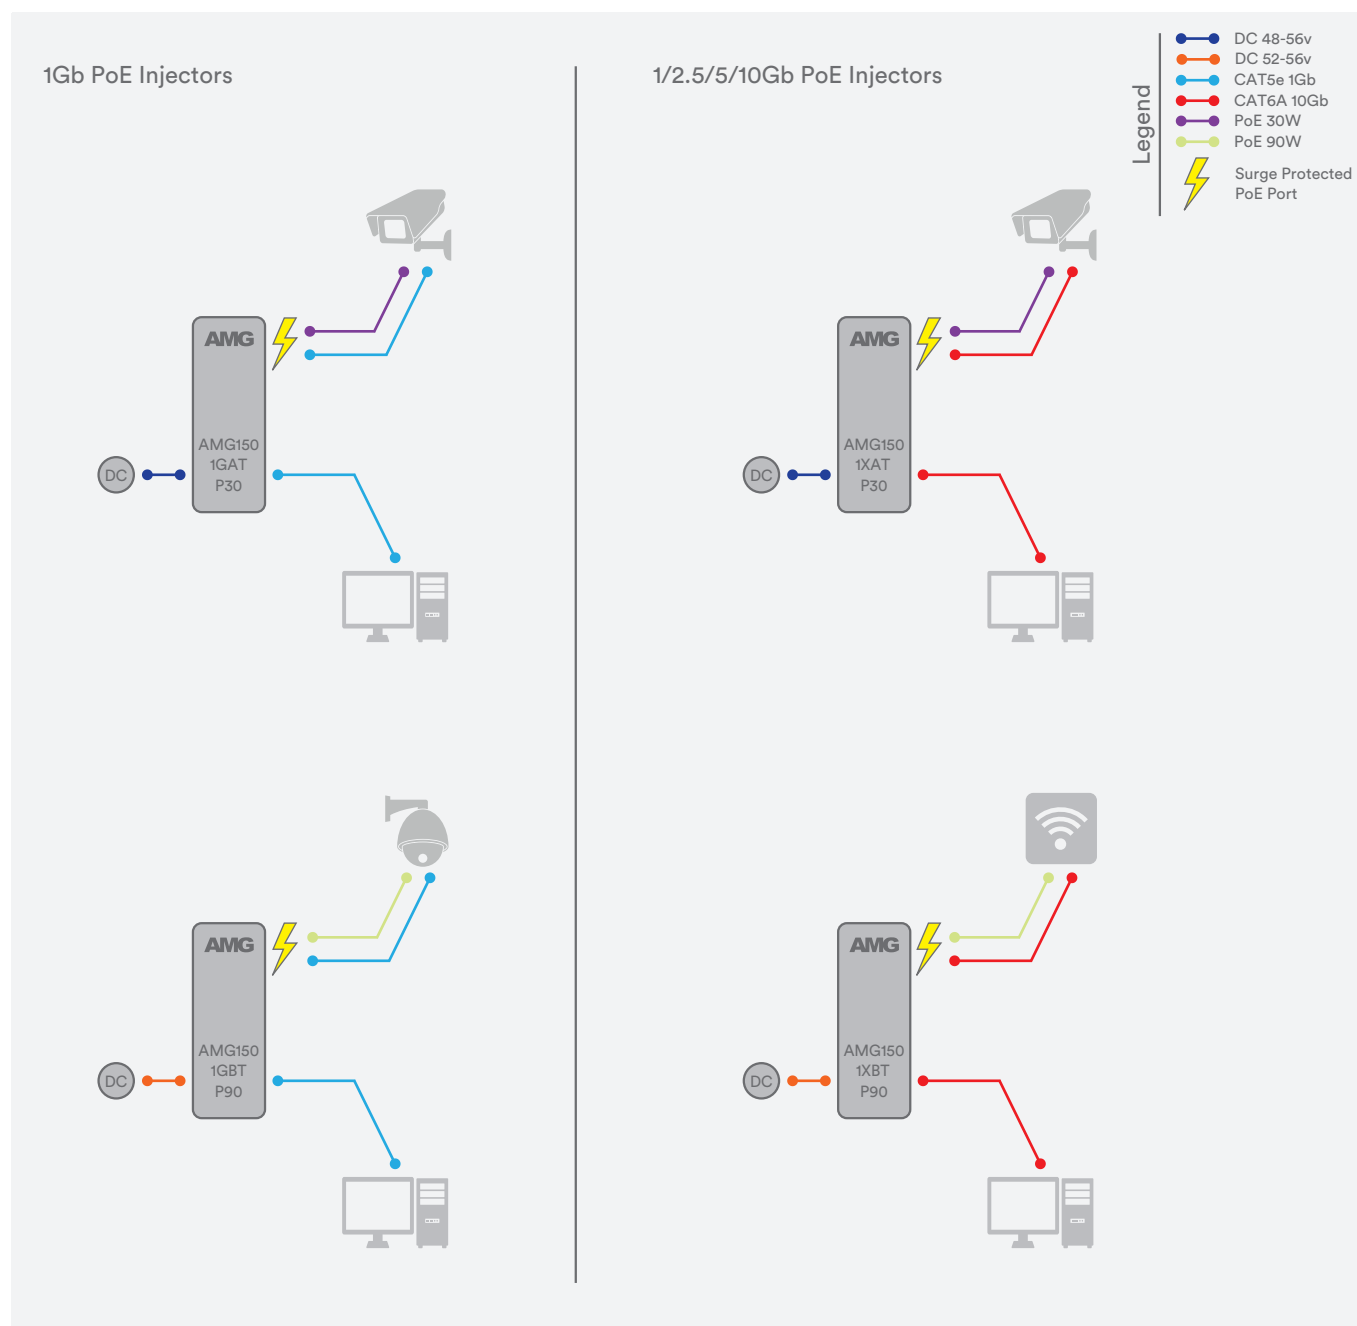 1Gb PoE Injectors
1/2.5/5/10Gb PoE Injectors
Legend
DC 48-56v
DC 52-56v
CAT5e 1Gb
CAT6A 10Gb
PoE 30W
PoE 90W
Surge Protected
PoE Port
AMG
AMG150
1GAT
P30
DC
AMG
AMG150
1XAT
P30
DC
AMG
AMG150
1GBT
P90
DC
AMG
AMG150
1XBT
P90
DC